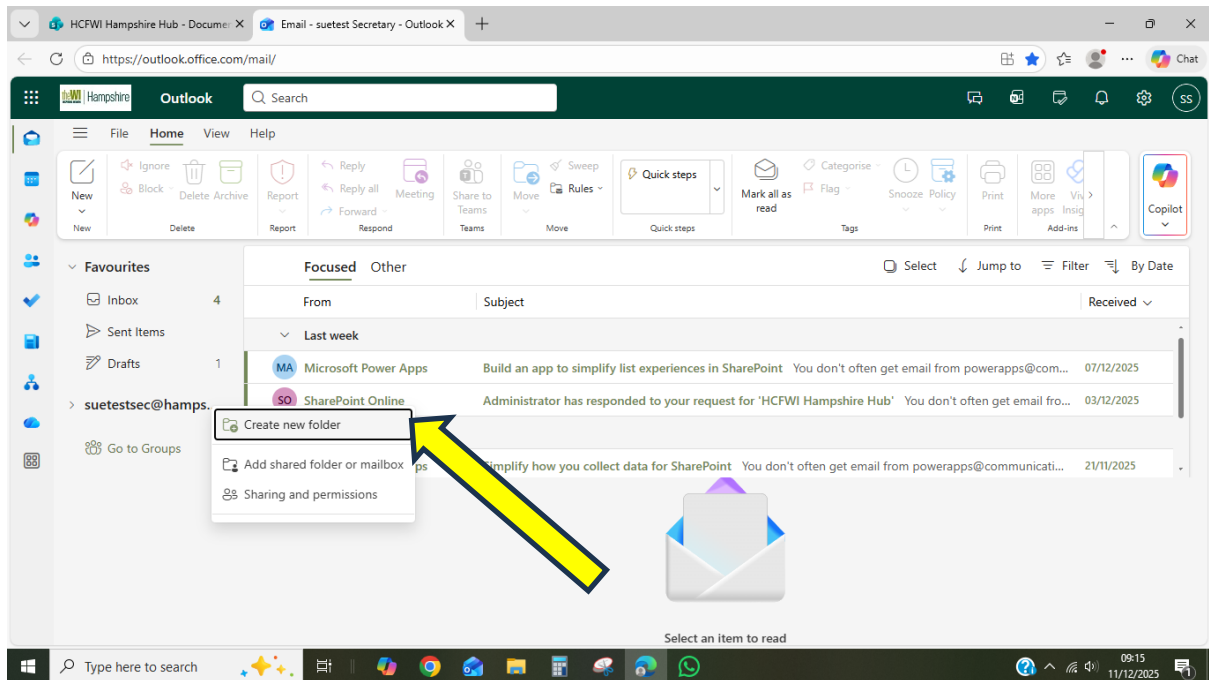 HCFWI Hampshire Hub - Documen
Email - suetest Secretary - Outlook
https://outlook.office.com/mail/
Chat
theWI Hampshire
Outlook
Search
SS
File Home View Help
New
Ignore
Block
Delete Archive
Report
Reply
Reply all
Forward
Meeting
Share to
Teams
Move
Sweep
Rules
Quick steps
Mark all as
read
Categorise
Flag
Snooze Policy
Print
More
apps
Viv
Insig
Copilot
New Delete Report Respond Teams Move Quick steps Tags Print Add-ins
Favourites
Inbox 4
Sent Items
Drafts 1
suetestsec@hamps.
Go to Groups
Focused Other
Select Jump to Filter By Date
From Subject Received
Last week
MA Microsoft Power Apps Build an app to simplify list experiences in SharePoint You don't often get email from powerapps@com... 07/12/2025
SO SharePoint Online Administrator has responded to your request for 'HCFWI Hampshire Hub' You don't often get email fro... 03/12/2025
ps Simplify how you collect data for SharePoint You don't often get email from powerapps@communicati... 21/11/2025
Create new folder
Add shared folder or mailbox
Sharing and permissions
Select an item to read
Type here to search
09:15
11/12/2025
1